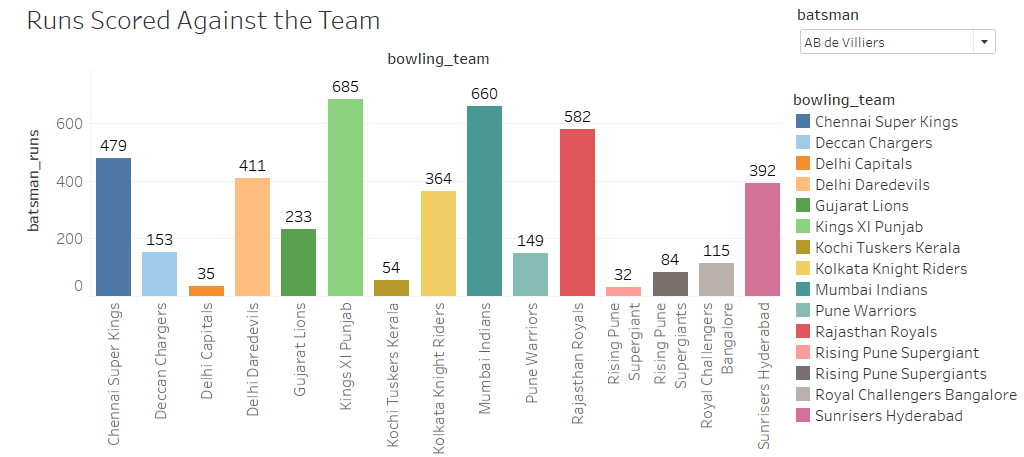 Runs Scored Against the Team
bowling_team
batsman_runs
600
400
200
0
479
153
35
411
233
685
54
364
660
149
582
32
84
115
392
Chennai Super Kings
Deccan Chargers
Delhi Capitals
Delhi Daredevils
Gujarat Lions
Kings XI Punjab
Kochi Tuskers Kerala
Kolkata Knight Riders
Mumbai Indians
Pune Warriors
Rajasthan Royals
Rising Pune
Supergiant
Rising Pune
Supergiants
Royal Challengers
Bangalore
Sunrisers Hyderabad
batsman
AB de Villiers
bowling_team
Chennai Super Kings
Deccan Chargers
Delhi Capitals
Delhi Daredevils
Gujarat Lions
Kings XI Punjab
Kochi Tuskers Kerala
Kolkata Knight Riders
Mumbai Indians
Pune Warriors
Rajasthan Royals
Rising Pune Supergiant
Rising Pune Supergiants
Royal Challengers Bangalore
Sunrisers Hyderabad